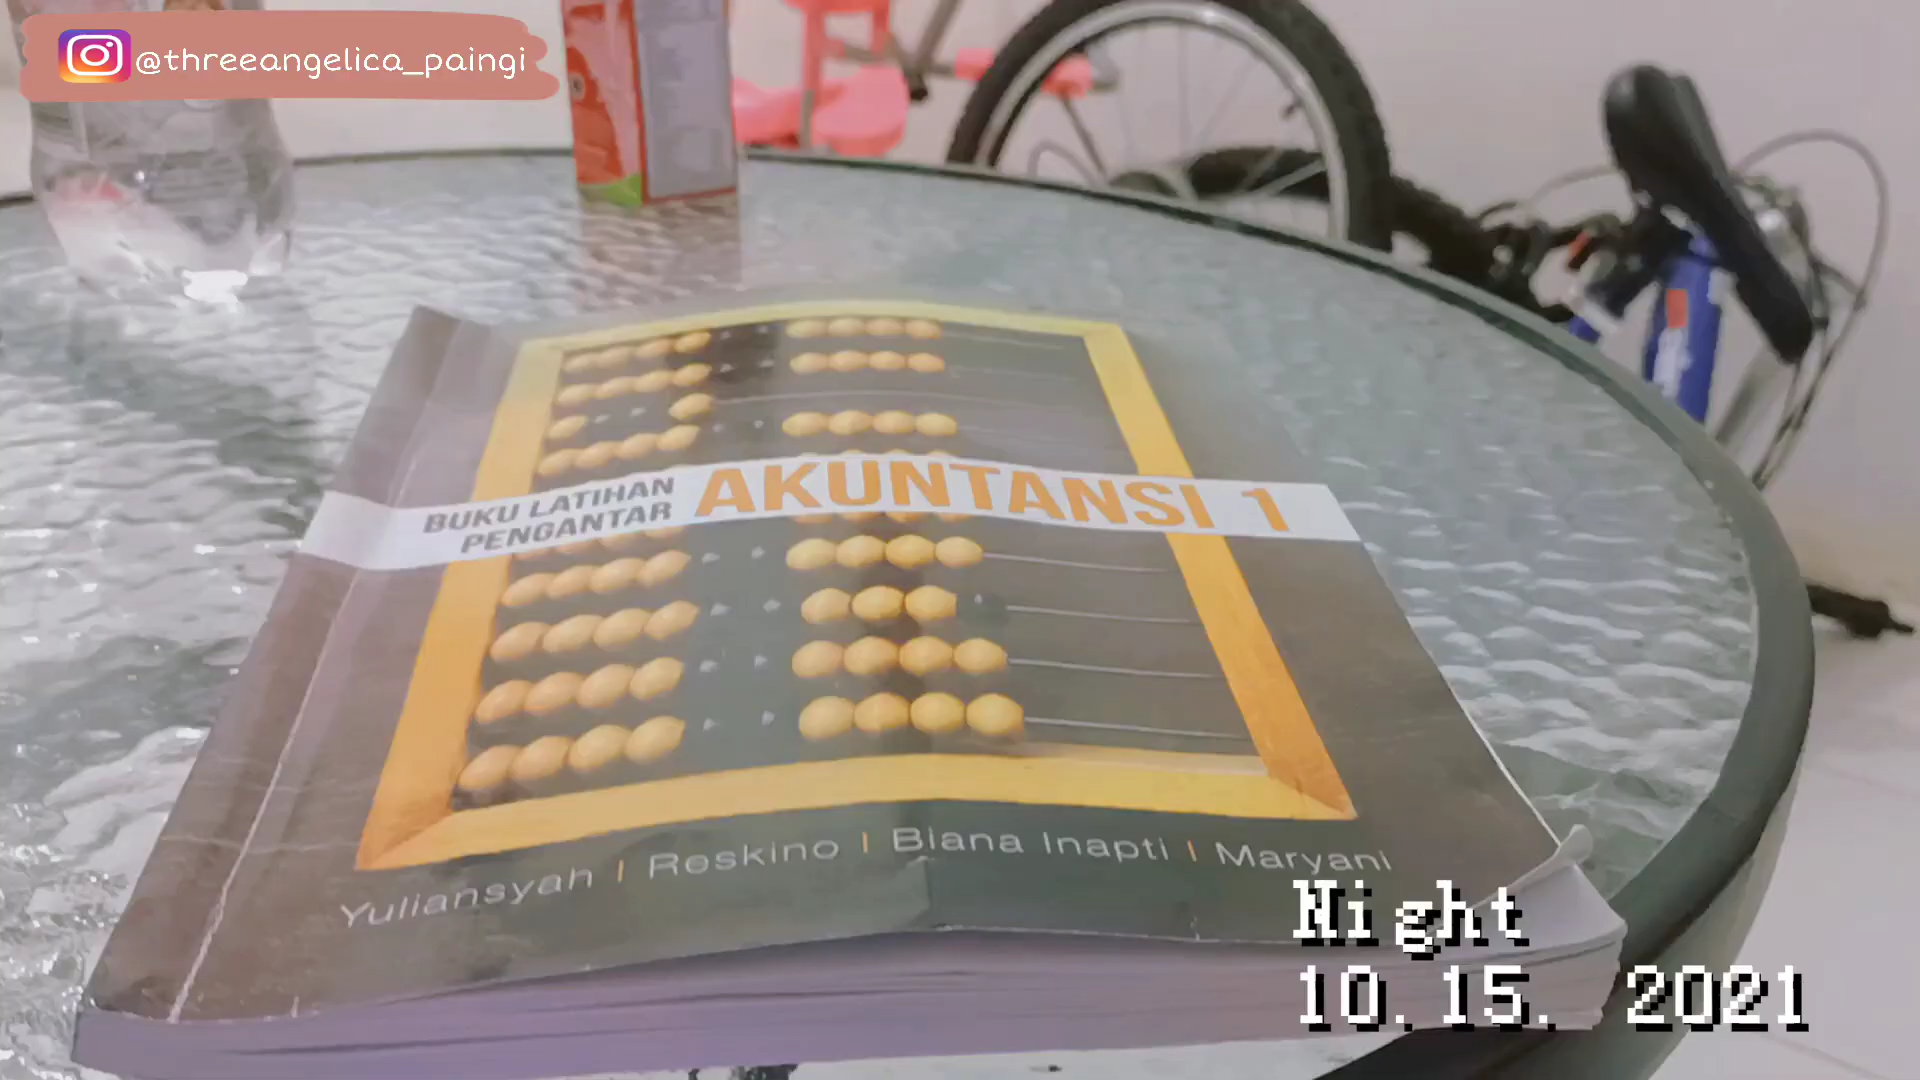 @threeangelica_paingi
BUKU LATIHAN
PENGANTAR
AKUNTANSI 1
Yuliansyah | Reskino | Biana Inapti | Maryani
Night
10.15. 2021